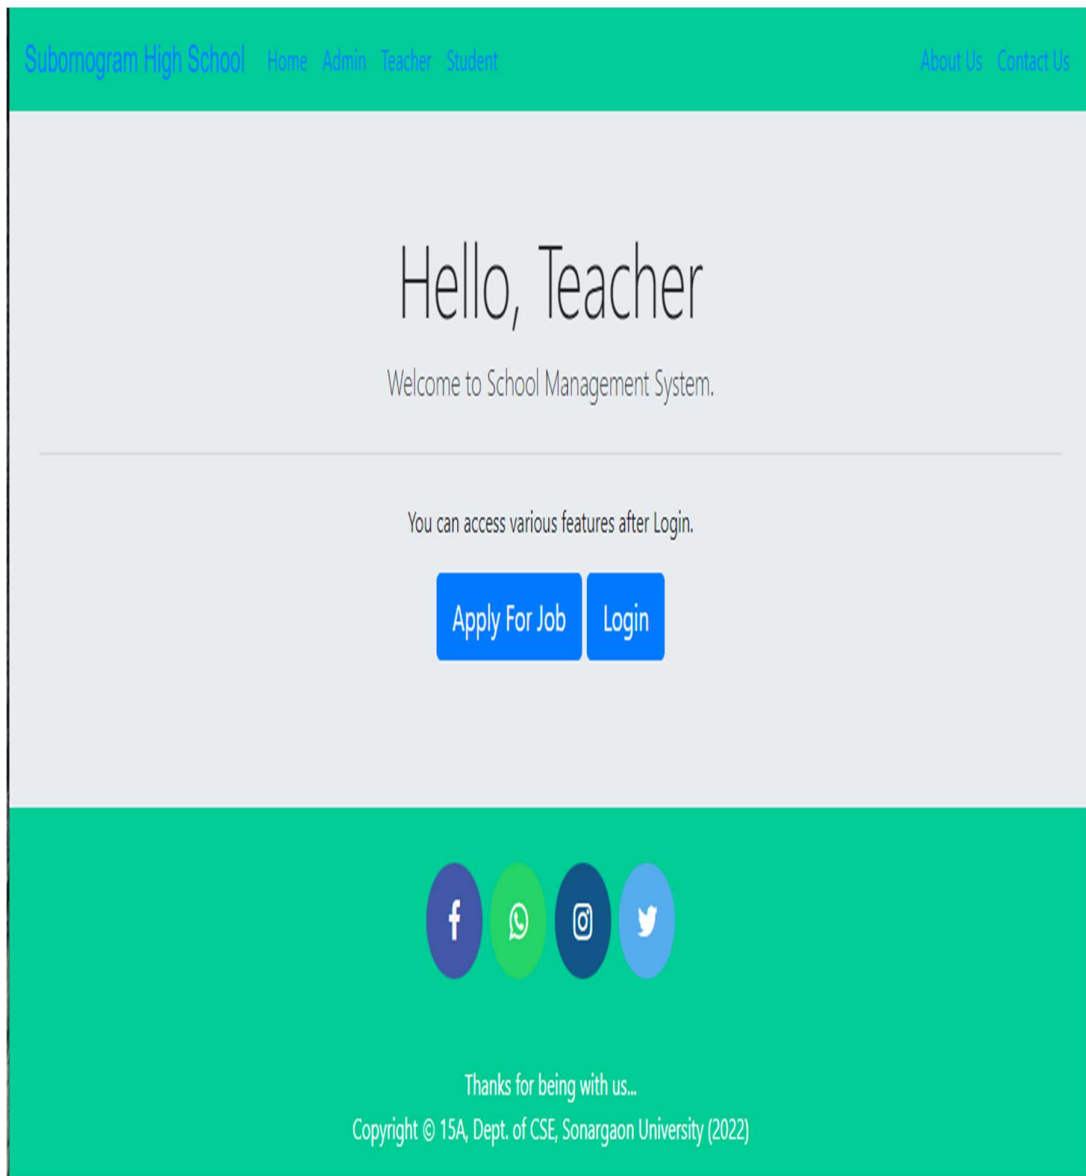 Subornogram High School Home Admin Teacher Student About Us Contact Us
Hello, Teacher
Welcome to School Management System.
You can access various features after Login.
Apply For Job Login
Thanks for being with us...
Copyright © 15A, Dept. of CSE, Sonargaon University (2022)